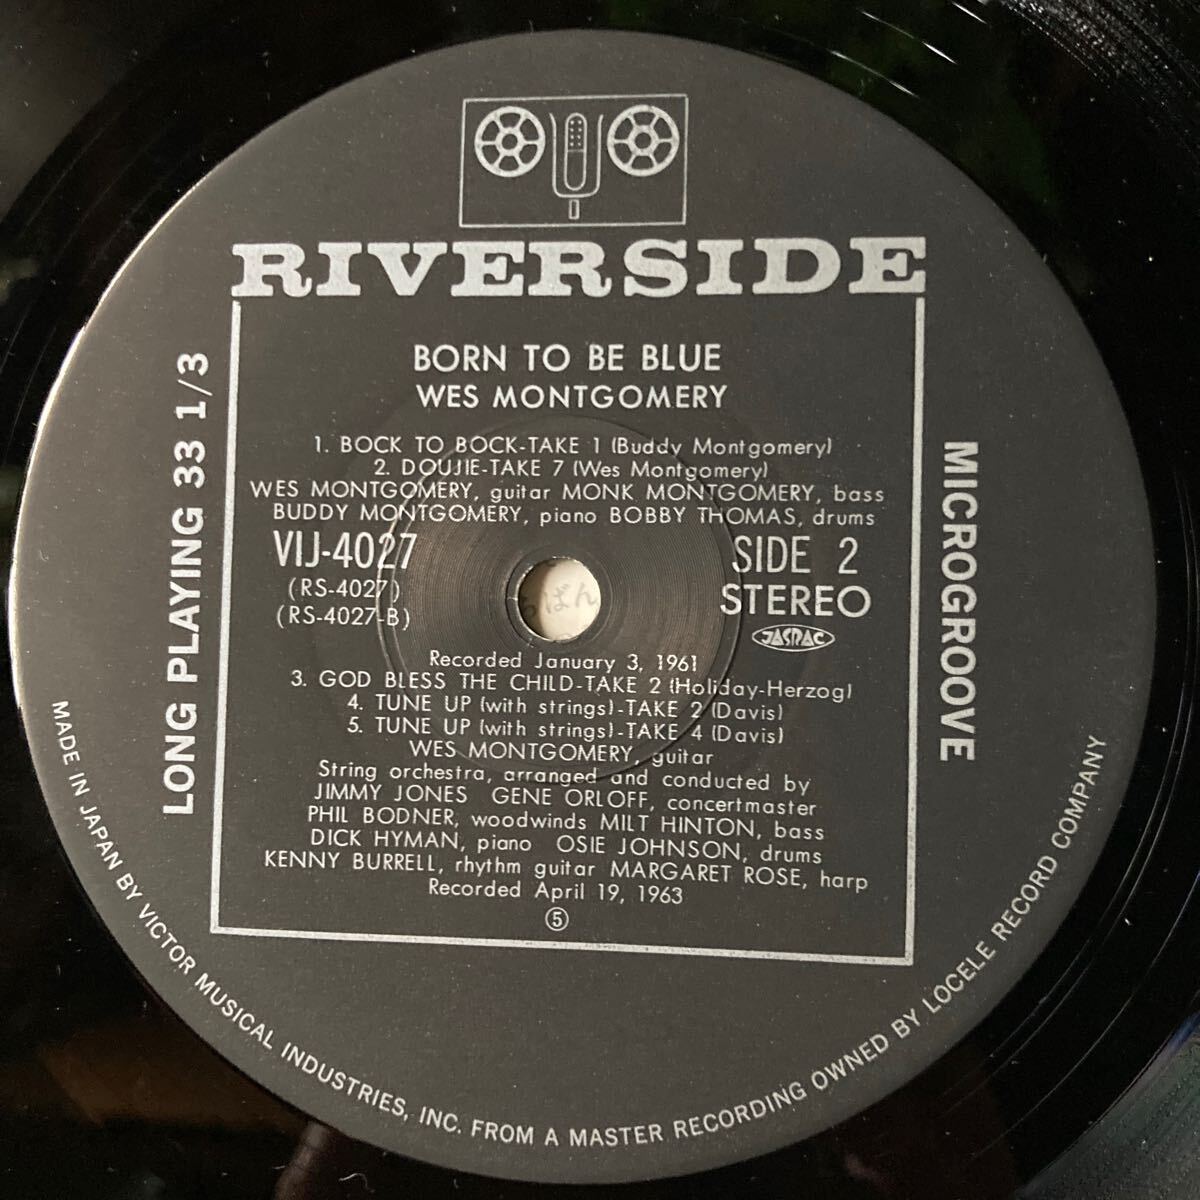 RIVERSIDE
BORN TO BE BLUE
WES MONTGOMERY
1. BOCK TO BOCK-TAKE 1 (Buddy Montgomery)
2. DOUJIE-TAKE 7 (Wes Montgomery)
WES MONTGOMERY, guitar MONK MONTGOMERY, bass
BUDDY MONTGOMERY, piano BOBBY THOMAS, drums
VIJ-4027
(RS-4027)
(RS-4027-B)
SIDE 2
STEREO
JASRAC
Recorded January 3, 1961
3. GOD BLESS THE CHILD-TAKE 2 (Holiday-Herzog)
4. TUNE UP (with strings)-TAKE 2 (Davis)
5. TUNE UP (with strings)-TAKE 4 (Davis)
WES MONTGOMERY, guitar
String orchestra, arranged and conducted by
JIMMY JONES GENE ORLOFF, concertmaster
PHIL BODNER, woodwinds MILT HINTON, bass
DICK HYMAN, piano OSIE JOHNSON, drums
KENNY BURRELL, rhythm guitar MARGARET ROSE, harp
Recorded April 19, 1963
⑤
LONG PLAYING 33 1/3
MICROGROOVE
MADE IN JAPAN BY VICTOR MUSICAL INDUSTRIES, INC. FROM A MASTER RECORDING OWNED BY LOCELE RECORD COMPANY
ばん